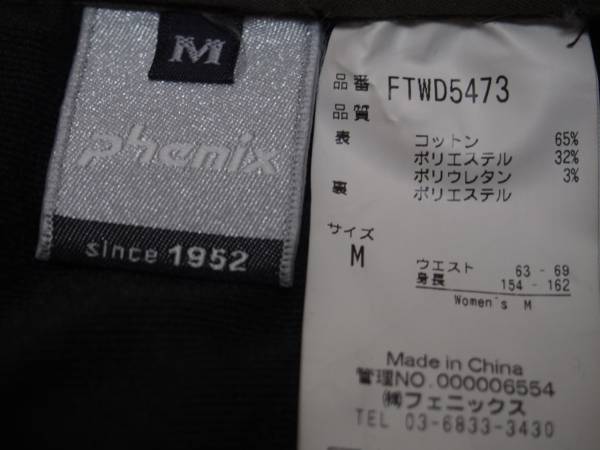 M
phenix
since 1952
品番 FTWD5473
品質
表 コットン 65%
ポリエステル 32%
ポリウレタン 3%
裏 ポリエステル
サイズ
M
ウエスト 63 - 69
身長 154 - 162
Women's M
Made in China
管理NO. 000006554
㈱フェニックス
TEL 03-6833-3430